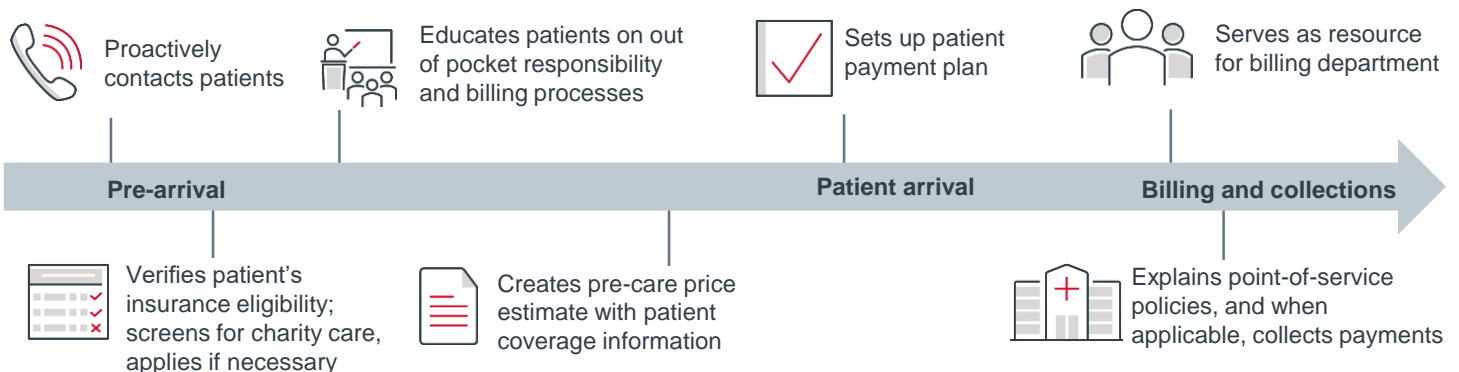 Proactively
contacts patients
Educates patients on out
of pocket responsibility
and billing processes
Sets up patient
payment plan
Serves as resource
for billing department
Pre-arrival
Patient arrival
Billing and collections
Verifies patient’s
insurance eligibility;
screens for charity care,
applies if necessary
Creates pre-care price
estimate with patient
coverage information
Explains point-of-service
policies, and when
applicable, collects payments